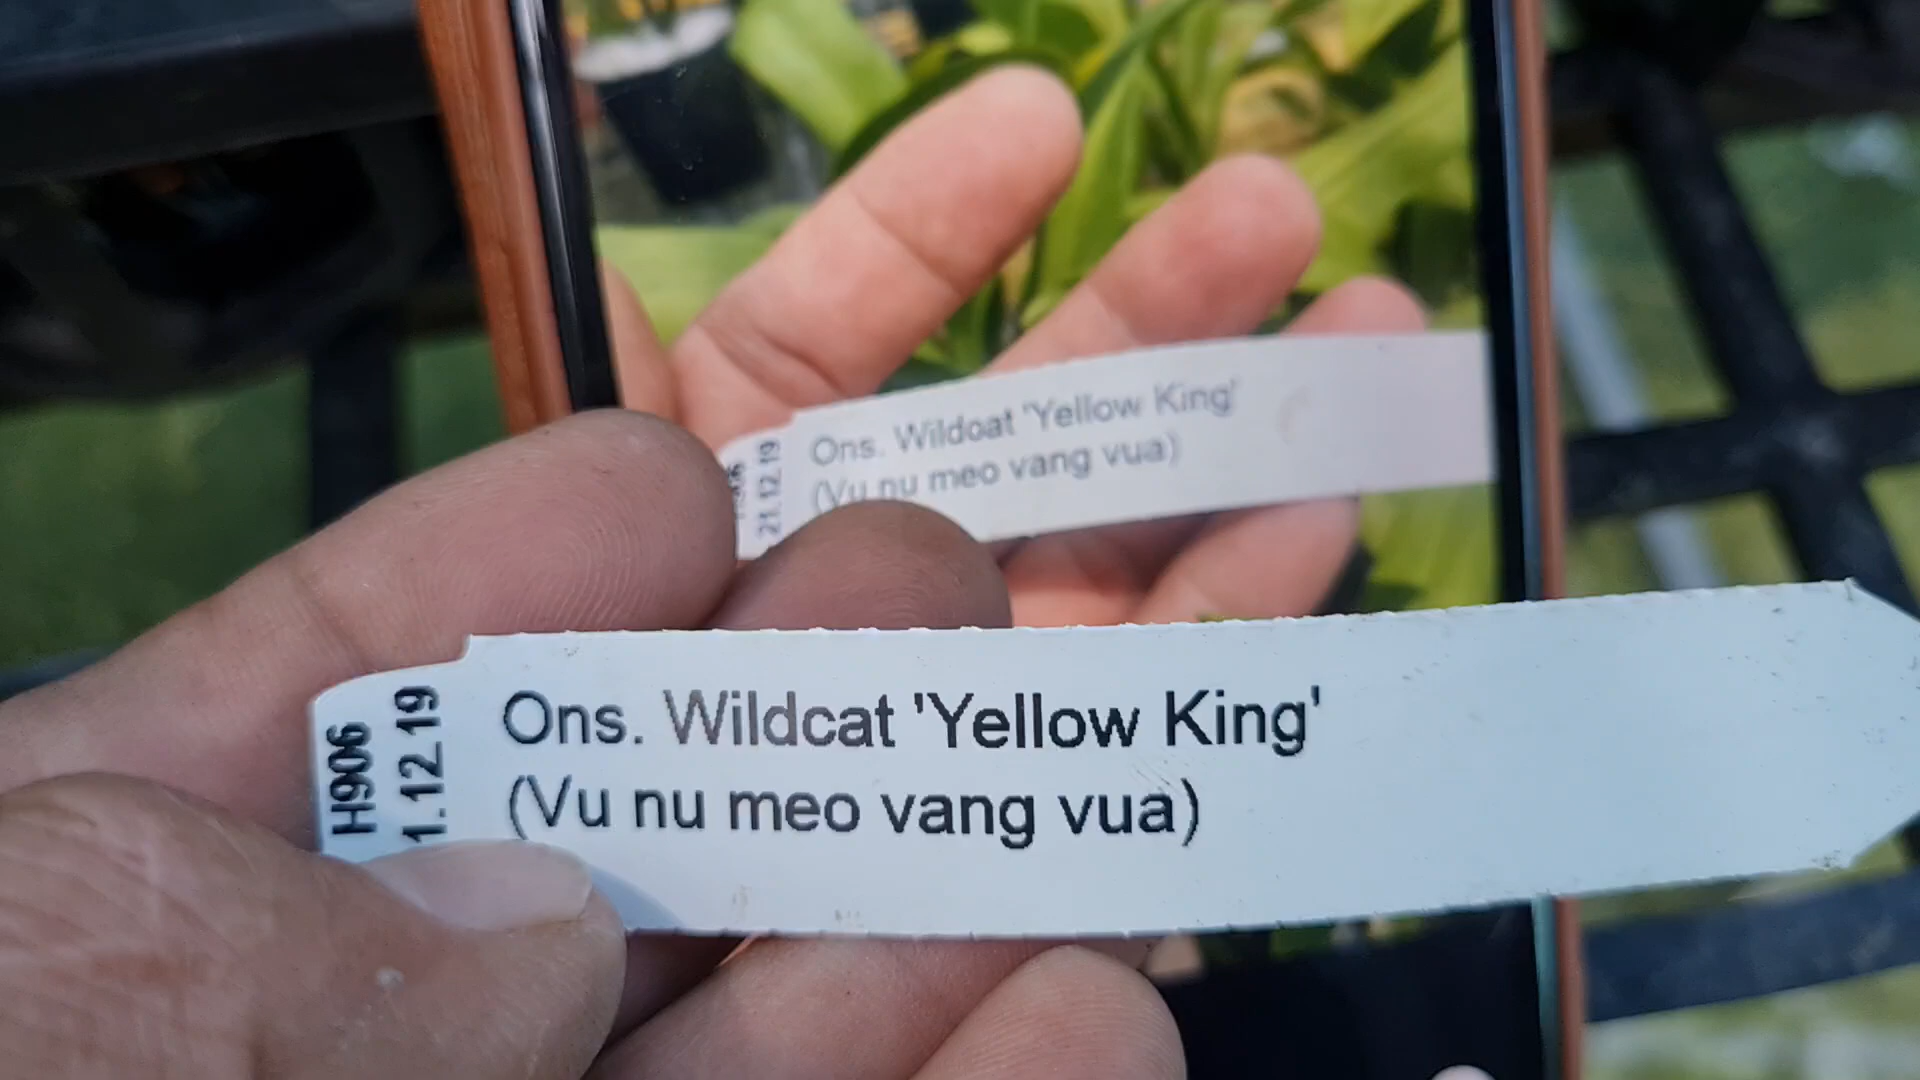 Ons. Wildcat 'Yellow King'
(Vu nu meo vang vua)
21.12.19
H906
1.12.19
Ons. Wildcat 'Yellow King'
(Vu nu meo vang vua)